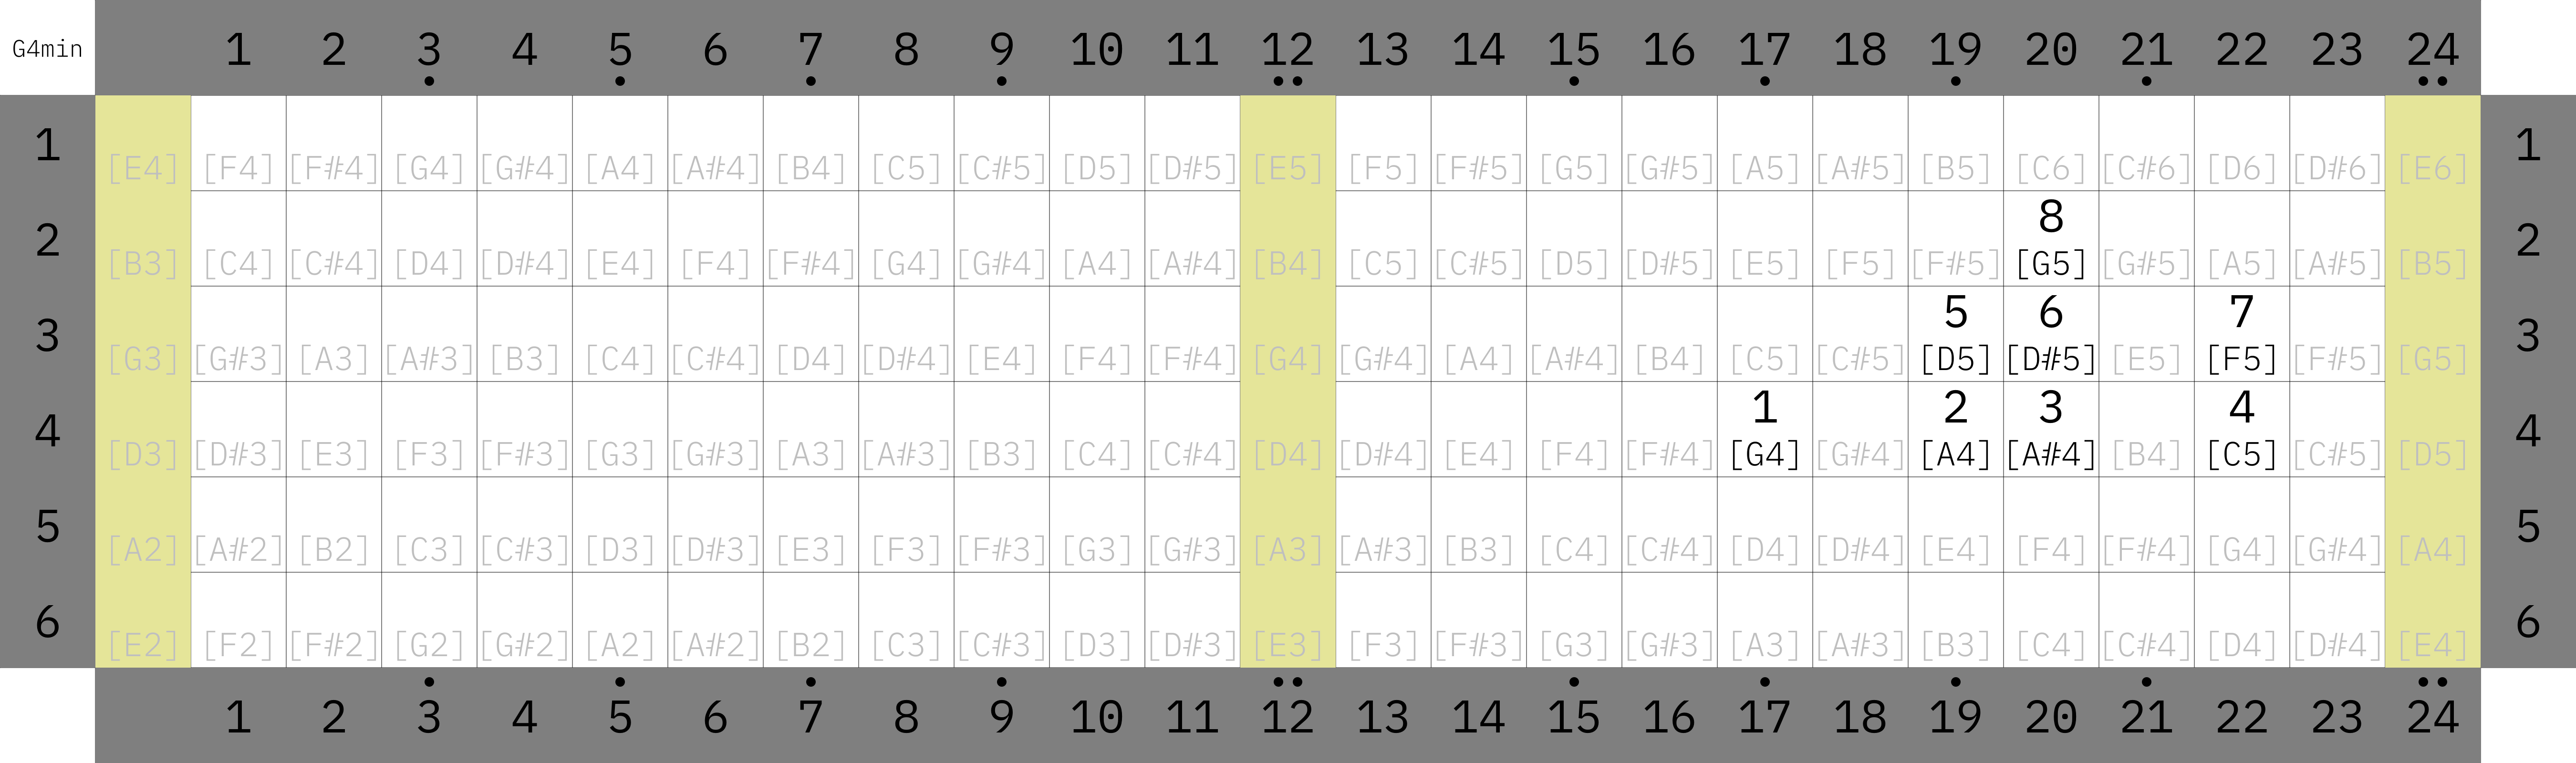 G4min 1 2 3 4 5 6 7 8 9 10 11 12 13 14 15 16 17 18 19 20 21 22 23 24
1 [E4] [F4] [F#4] [G4] [G#4] [A4] [A#4] [B4] [C5] [C#5] [D5] [D#5] [E5] [F5] [F#5] [G5] [G#5] [A5] [A#5] [B5] [C6] [C#6] [D6] [D#6] [E6] 1
8
2 [B3] [C4] [C#4] [D4] [D#4] [E4] [F4] [F#4] [G4] [G#4] [A4] [A#4] [B4] [C5] [C#5] [D5] [D#5] [E5] [F5] [F#5] [G5] [G#5] [A5] [A#5] [B5] 2
5 6 7
3 [G3] [G#3] [A3] [A#3] [B3] [C4] [C#4] [D4] [D#4] [E4] [F4] [F#4] [G4] [G#4] [A4] [A#4] [B4] [C5] [C#5] [D5] [D#5] [E5] [F5] [F#5] [G5] 3
1 2 3 4
4 [D3] [D#3] [E3] [F3] [F#3] [G3] [G#3] [A3] [A#3] [B3] [C4] [C#4] [D4] [D#4] [E4] [F4] [F#4] [G4] [G#4] [A4] [A#4] [B4] [C5] [C#5] [D5] 4
5 [A2] [A#2] [B2] [C3] [C#3] [D3] [D#3] [E3] [F3] [F#3] [G3] [G#3] [A3] [A#3] [B3] [C4] [C#4] [D4] [D#4] [E4] [F4] [F#4] [G4] [G#4] [A4] 5
6 [E2] [F2] [F#2] [G2] [G#2] [A2] [A#2] [B2] [C3] [C#3] [D3] [D#3] [E3] [F3] [F#3] [G3] [G#3] [A3] [A#3] [B3] [C4] [C#4] [D4] [D#4] [E4] 6
1 2 3 4 5 6 7 8 9 10 11 12 13 14 15 16 17 18 19 20 21 22 23 24